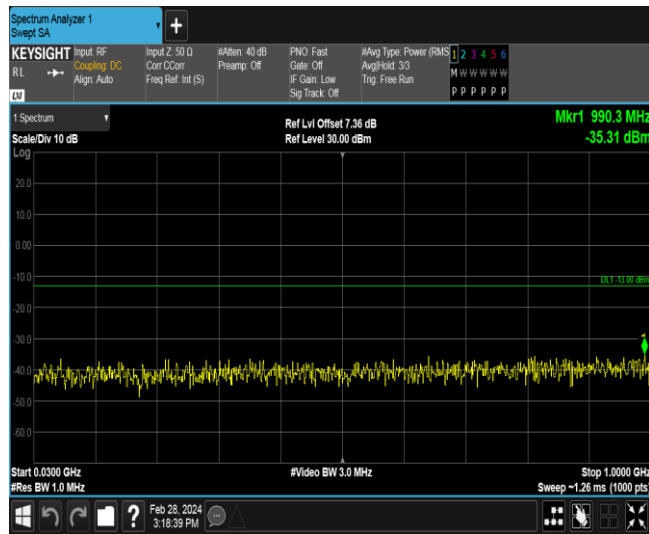 Spectrum Analyzer 1
Swept SA
KEYSIGHT
RL
LXI
Input: RF
Coupling: DC
Align: Auto
Input Z: 50 Ω
Corr CCorr
Freq Ref: Int (S)
#Atten: 40 dB
Preamp: Off
PNO: Fast
Gate: Off
IF Gain: Low
Sig Track: Off
#Avg Type: Power (RMS
Avg|Hold: 3/3
Trig: Free Run
1 2 3 4 5 6
M W W W W W
P P P P P P
1 Spectrum
Scale/Div 10 dB
Log
Ref Lvl Offset 7.36 dB
Ref Level 30.00 dBm
Mkr1 990.3 MHz
-35.31 dBm
20.0
10.0
0.00
-10.0
DL1 -13.00 dBm
-20.0
-30.0
1
-40.0
-50.0
-60.0
Start 0.0300 GHz
#Res BW 1.0 MHz
#Video BW 3.0 MHz
Stop 1.0000 GHz
Sweep ~1.26 ms (1000 pts)
?
Feb 28, 2024
3:18:39 PM